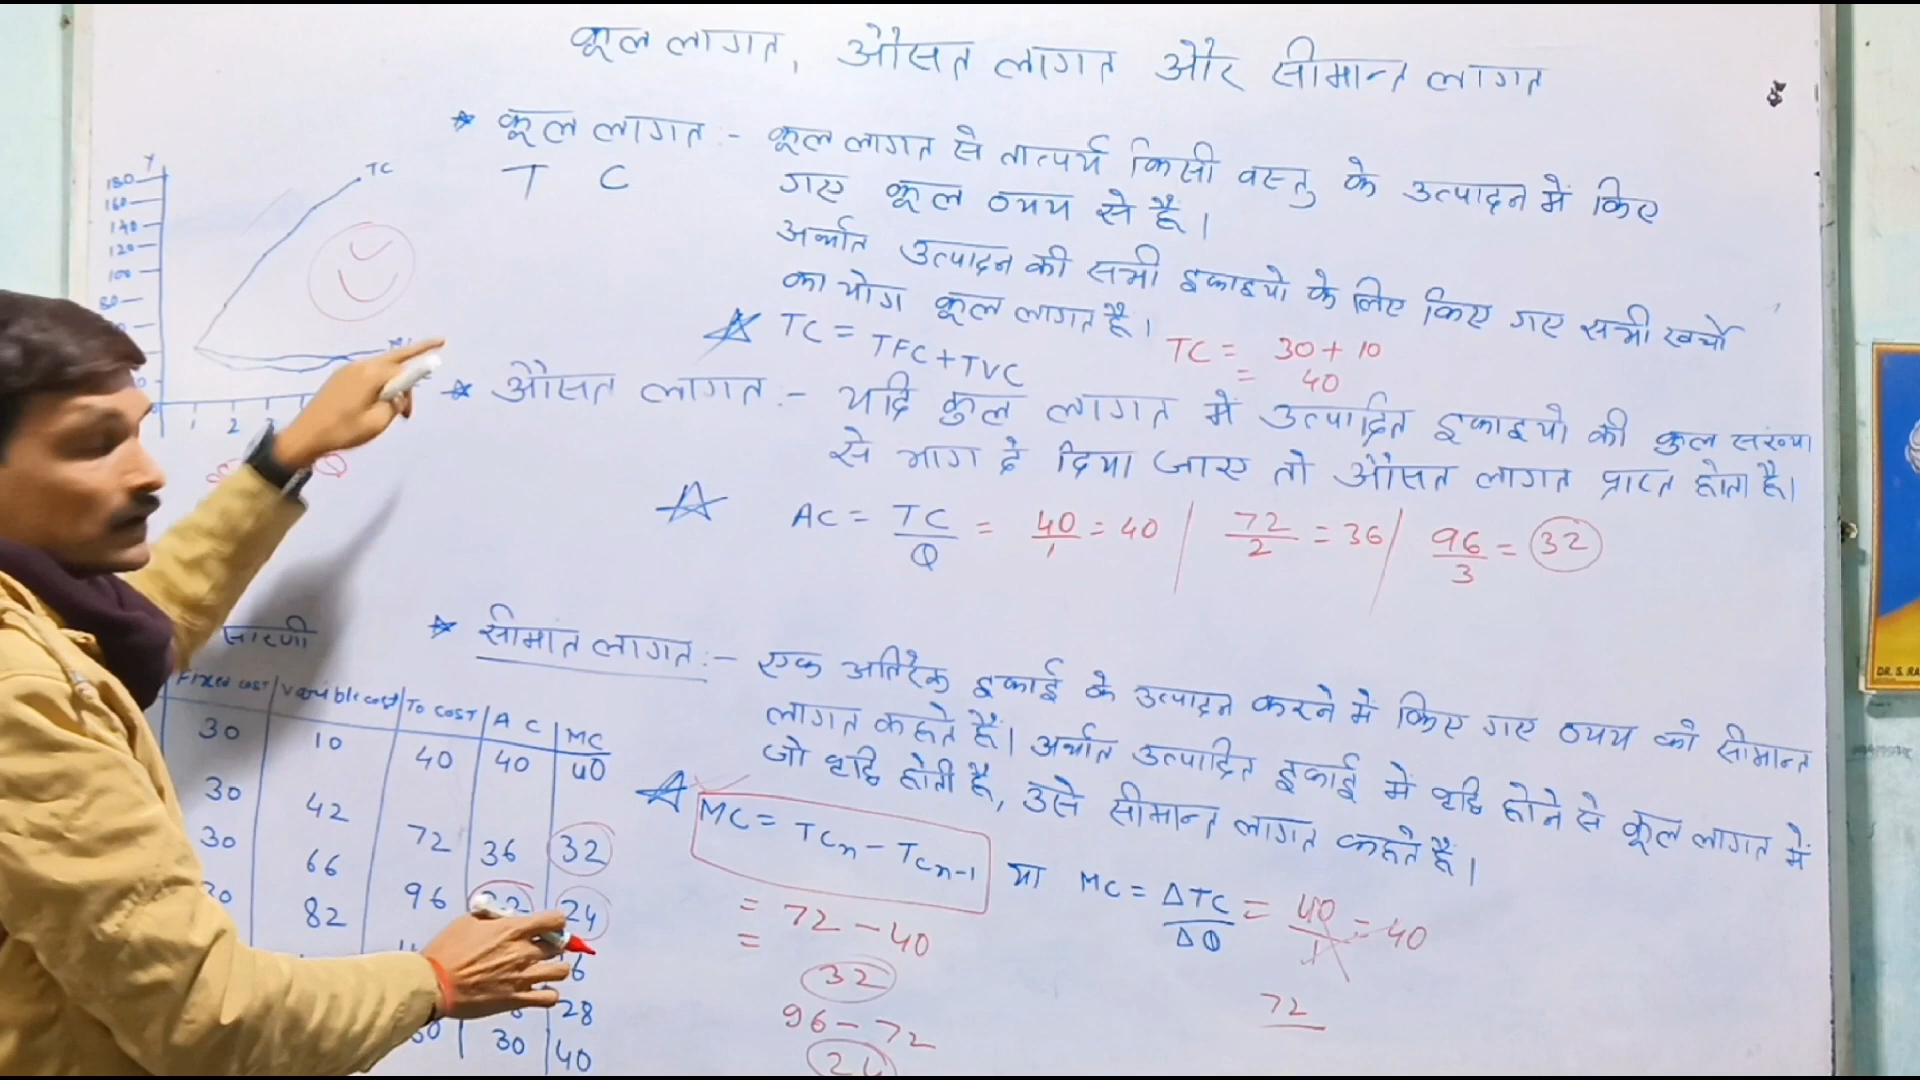 कूल लागत, औसत लागत और सीमान्त लागत
* कूल लागत :- कूल लागत से तात्पर्य किसी वस्तु के उत्पादन में किए
T C
गए कूल व्यय से हैं।
अर्थात उत्पादन की सभी इकाइयो के लिए किए गए सभी खर्चो
का योग कूल लागत हैं।
TC = TFC + TVC
TC = 30 + 10
= 40
* औसत लागत :- यदि कुल लागत में उत्पादित इकाइयो की कुल संख्या
से भाग दे दिया जाए तो औसत लागत प्राप्त होता है।
AC = TC/Q = 40/1 = 40 / 72/2 = 36 / 96/3 = 32
* सीमांत लागत :- एक अतिरिक्त इकाई के उत्पादन करने में किए गए व्यय को सीमान्त
लागत कहते हैं। अर्थात उत्पादित इकाई में वृद्धि होने से कूल लागत में
जो वृद्धि होती है, उसे सीमान्त लागत कहते हैं।
MC = TCn - TCn-1 या MC = ΔTC/ΔQ = 40/1 = 40
= 72 - 40
=
32
96 - 72
24
72
Y
180
160
140
120
100
80
TC
1 2 3
Q
सारणी
Fixed cost Variable cost To cost A C MC
30 10 40 40 40
30 42 72 36 32
30 66 96 24
82
28
30 40
DR. S. RA